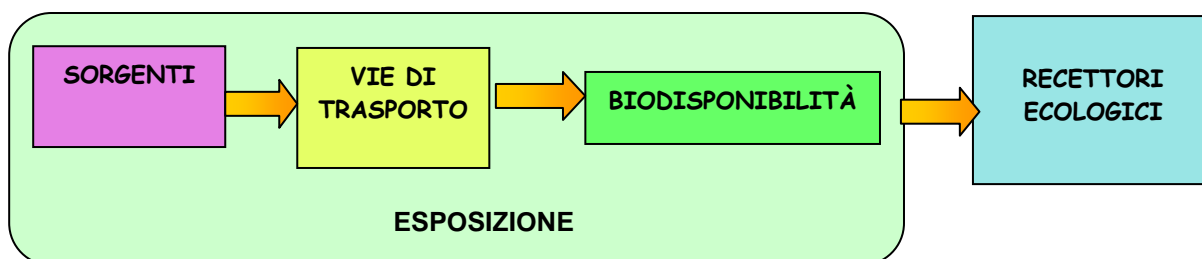 SORGENTI
VIE DI
TRASPORTO
BIODISPONIBILITÀ
RECETTORI
ECOLOGICI
ESPOSIZIONE